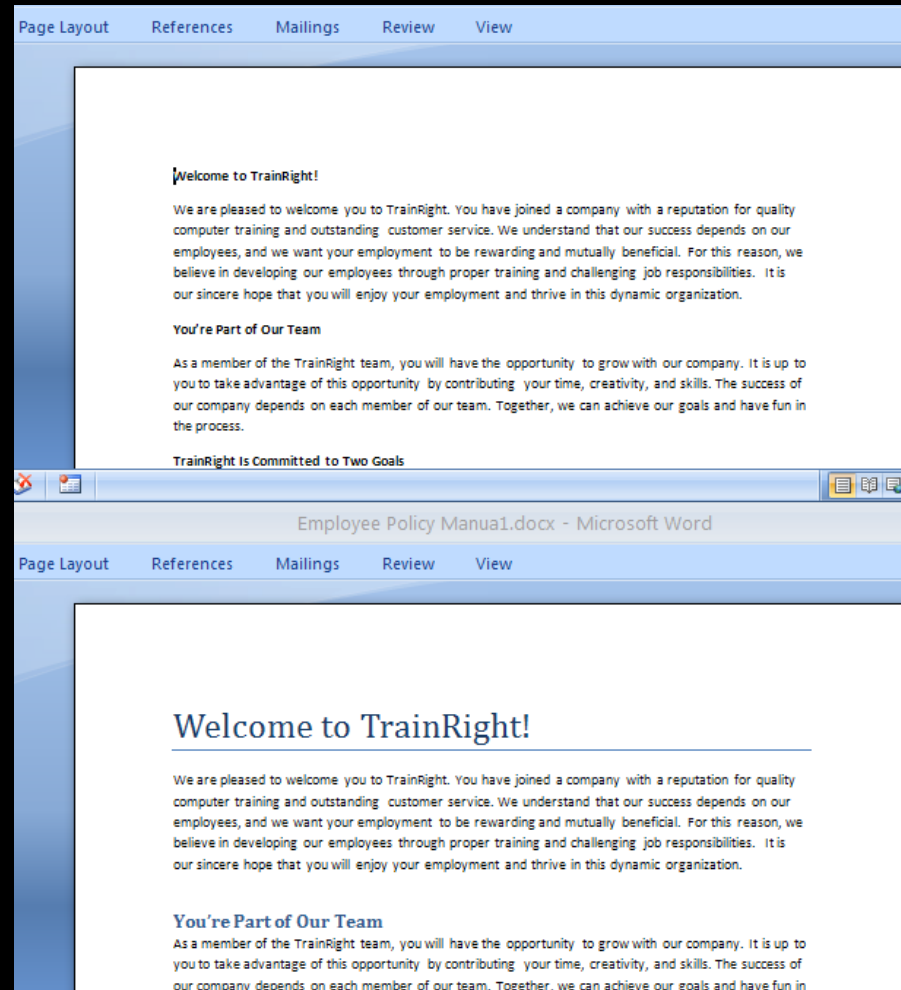 Page Layout References Mailings Review View
Welcome to TrainRight!
We are pleased to welcome you to TrainRight. You have joined a company with a reputation for quality
computer training and outstanding customer service. We understand that our success depends on our
employees, and we want your employment to be rewarding and mutually beneficial. For this reason, we
believe in developing our employees through proper training and challenging job responsibilities. It is
our sincere hope that you will enjoy your employment and thrive in this dynamic organization.
You're Part of Our Team
As a member of the TrainRight team, you will have the opportunity to grow with our company. It is up to
you to take advantage of this opportunity by contributing your time, creativity, and skills. The success of
our company depends on each member of our team. Together, we can achieve our goals and have fun in
the process.
TrainRight Is Committed to Two Goals
Employee Policy Manua1.docx - Microsoft Word
Page Layout References Mailings Review View
Welcome to TrainRight!
We are pleased to welcome you to TrainRight. You have joined a company with a reputation for quality
computer training and outstanding customer service. We understand that our success depends on our
employees, and we want your employment to be rewarding and mutually beneficial. For this reason, we
believe in developing our employees through proper training and challenging job responsibilities. It is
our sincere hope that you will enjoy your employment and thrive in this dynamic organization.
You're Part of Our Team
As a member of the TrainRight team, you will have the opportunity to grow with our company. It is up to
you to take advantage of this opportunity by contributing your time, creativity, and skills. The success of
our company depends on each member of our team. Together, we can achieve our goals and have fun in